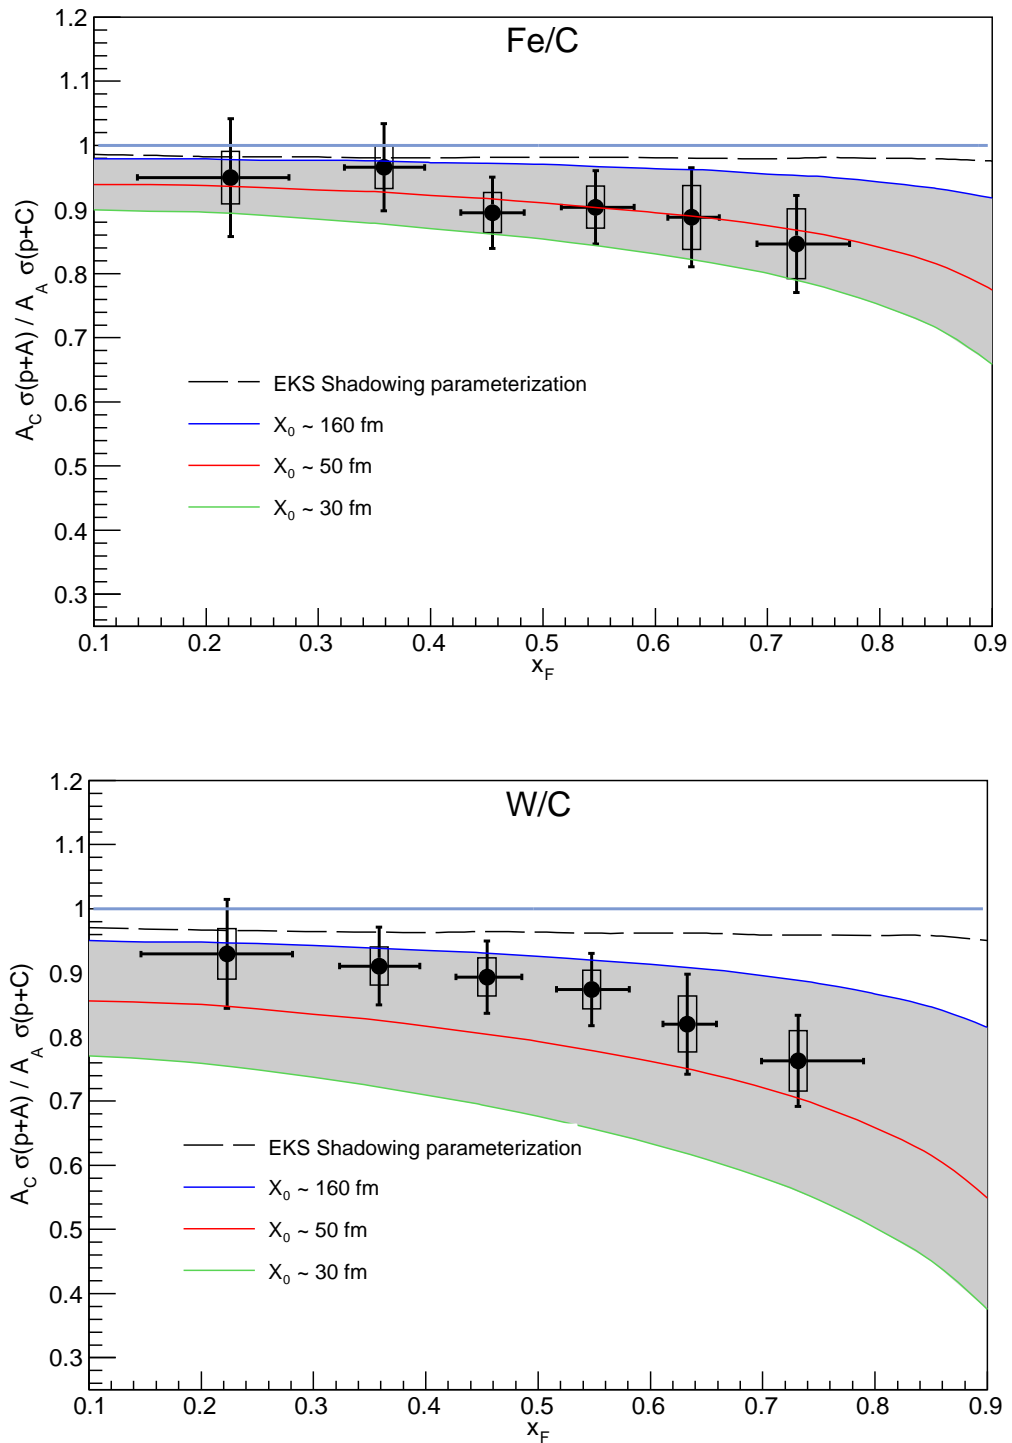 Fe/C
1.2
1.1
1
0.9
0.8
0.7
0.6
0.5
0.4
0.3
A_C σ(p+A) / A_A σ(p+C)
EKS Shadowing parameterization
X_0 ~ 160 fm
X_0 ~ 50 fm
X_0 ~ 30 fm
0.1 0.2 0.3 0.4 0.5 0.6 0.7 0.8 0.9
x_F
W/C
1.2
1.1
1
0.9
0.8
0.7
0.6
0.5
0.4
0.3
A_C σ(p+A) / A_A σ(p+C)
EKS Shadowing parameterization
X_0 ~ 160 fm
X_0 ~ 50 fm
X_0 ~ 30 fm
0.1 0.2 0.3 0.4 0.5 0.6 0.7 0.8 0.9
x_F